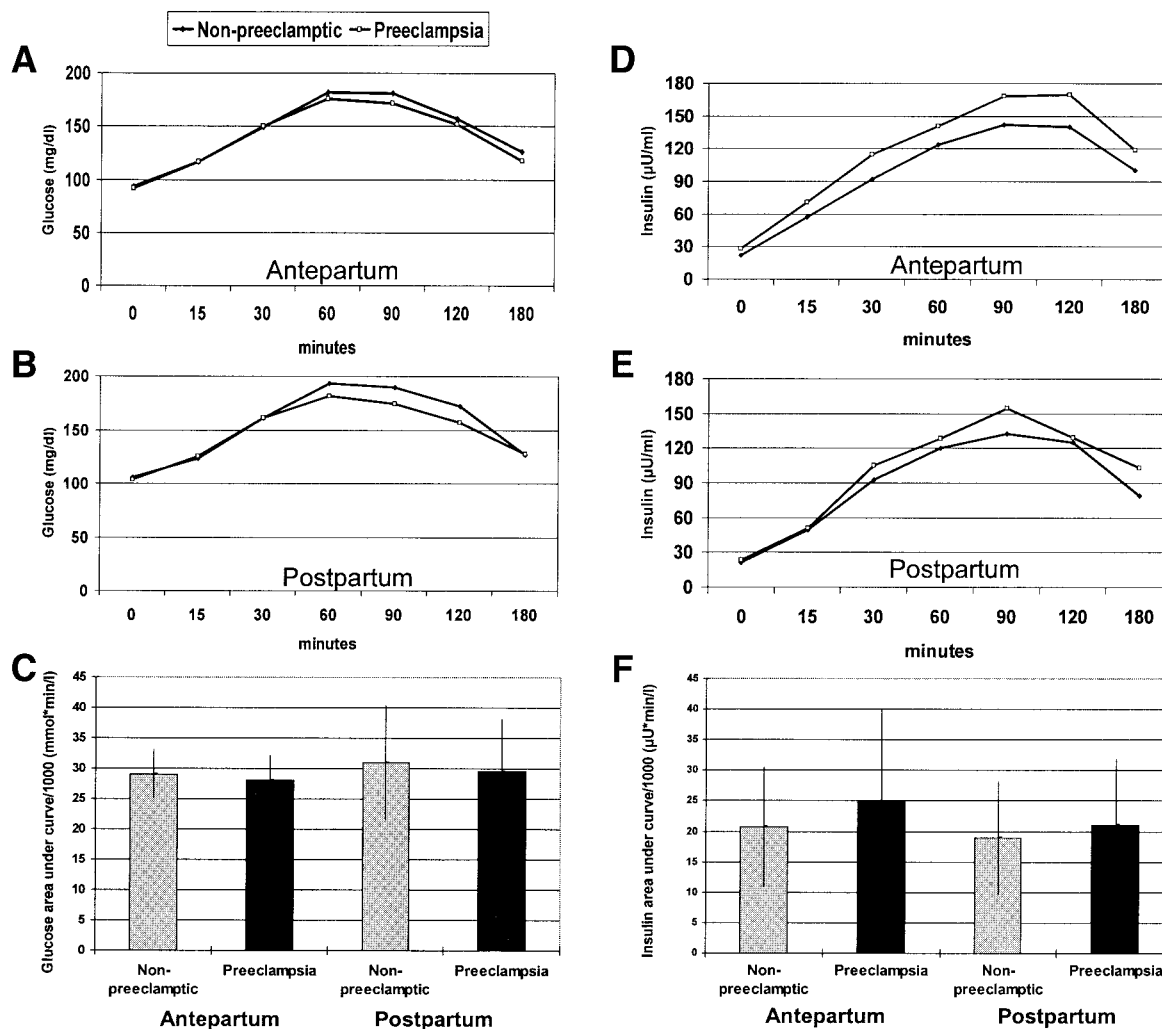 Non-preeclamptic Preeclampsia
A
200
150
100
50
0
Glucose (mg/dl)
Antepartum
0 15 30 60 90 120 180
minutes
B
200
150
100
50
0
Glucose (mg/dl)
Postpartum
0 15 30 60 90 120 180
minutes
C
45
40
35
30
25
20
15
10
5
0
Glucose area under curve/1000 (mmol*min/l)
Non-preeclamptic Preeclampsia Non-preeclamptic Preeclampsia
Antepartum Postpartum
D
180
150
120
90
60
30
0
Insulin (µU/ml)
Antepartum
0 15 30 60 90 120 180
minutes
E
180
150
120
90
60
30
0
Insulin (µU/ml)
Postpartum
0 15 30 60 90 120 180
minutes
F
45
40
35
30
25
20
15
10
5
0
Insulin area under curve/1000 (µU*min/l)
Non-preeclamptic Preeclampsia Non-preeclamptic Preeclampsia
Antepartum Postpartum